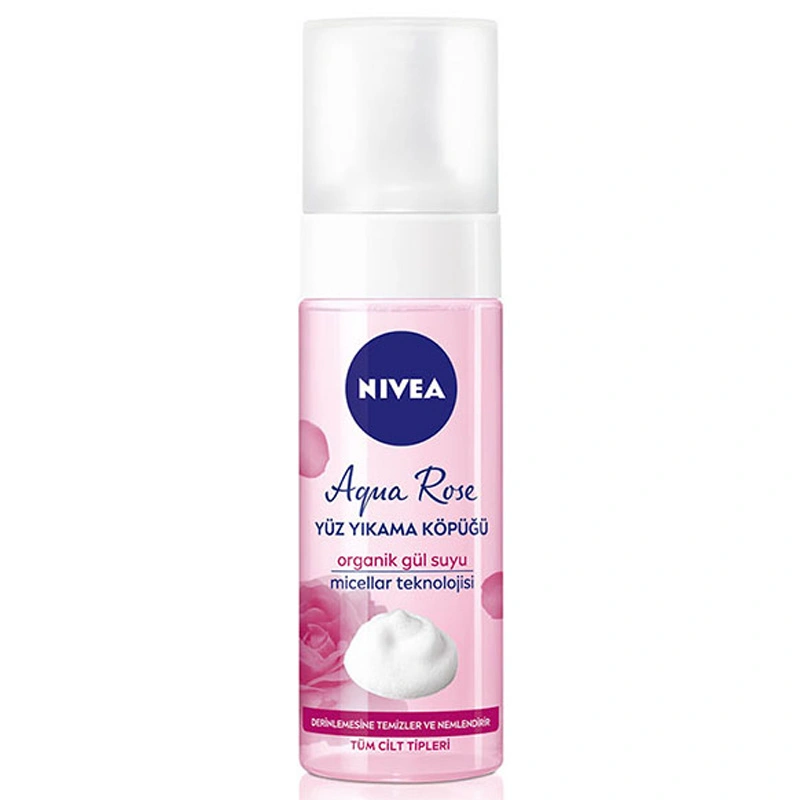 NIVEA
Aqua Rose
YÜZ YIKAMA KÖPÜĞÜ
organik gül suyu
micellar teknolojisi
DERİNLEMESİNE TEMİZLER VE NEMLENDİRİR
TÜM CİLT TİPLERİ